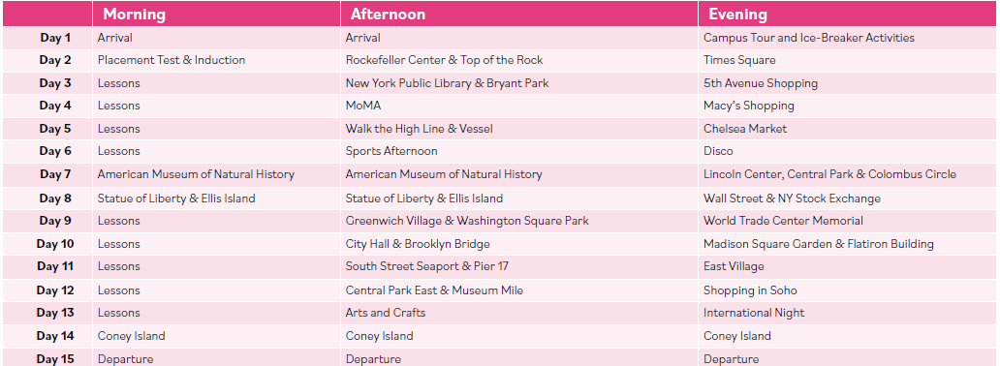 Morning Afternoon Evening
Day 1 Arrival Arrival Campus Tour and Ice-Breaker Activities
Day 2 Placement Test & Induction Rockefeller Center & Top of the Rock Times Square
Day 3 Lessons New York Public Library & Bryant Park 5th Avenue Shopping
Day 4 Lessons MoMA Macy's Shopping
Day 5 Lessons Walk the High Line & Vessel Chelsea Market
Day 6 Lessons Sports Afternoon Disco
Day 7 American Museum of Natural History American Museum of Natural History Lincoln Center, Central Park & Colombus Circle
Day 8 Statue of Liberty & Ellis Island Statue of Liberty & Ellis Island Wall Street & NY Stock Exchange
Day 9 Lessons Greenwich Village & Washington Square Park World Trade Center Memorial
Day 10 Lessons City Hall & Brooklyn Bridge Madison Square Garden & Flatiron Building
Day 11 Lessons South Street Seaport & Pier 17 East Village
Day 12 Lessons Central Park East & Museum Mile Shopping in Soho
Day 13 Lessons Arts and Crafts International Night
Day 14 Coney Island Coney Island Coney Island
Day 15 Departure Departure Departure